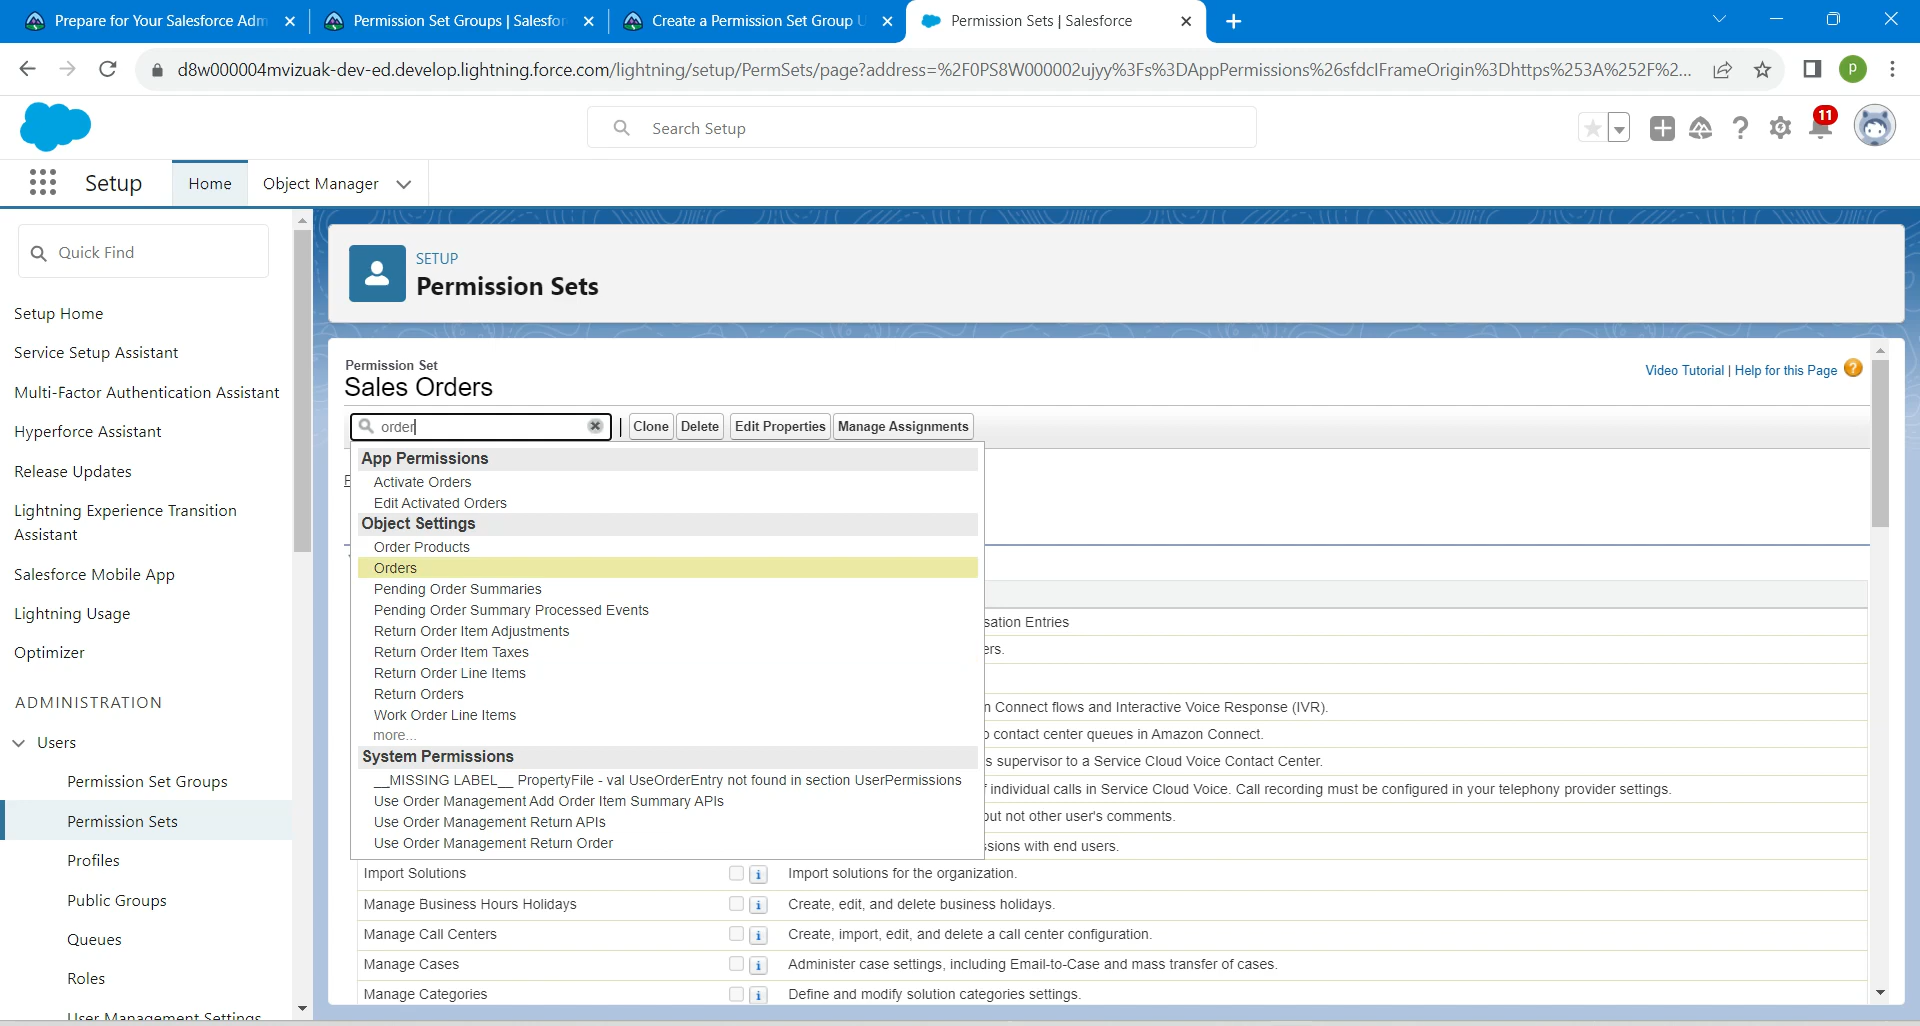 Prepare for Your Salesforce Adm
Permission Set Groups | Salesfor
Create a Permission Set Group U
Permission Sets | Salesforce
d8w000004mvizuak-dev-ed.develop.lightning.force.com/lightning/setup/PermSets/page?address=%2F0PS8W000002ujyy%3Fs%3DAppPermissions%26sfdcIFrameOrigin%3Dhttps%253A%252F%2...
P
Search Setup
11
Setup
Home
Object Manager
Quick Find
Setup Home
Service Setup Assistant
Multi-Factor Authentication Assistant
Hyperforce Assistant
Release Updates
Lightning Experience Transition
Assistant
Salesforce Mobile App
Lightning Usage
Optimizer
ADMINISTRATION
Users
Permission Set Groups
Permission Sets
Profiles
Public Groups
Queues
Roles
User Management Settings
SETUP
Permission Sets
Permission Set
Sales Orders
Video Tutorial | Help for this Page
order
Clone
Delete
Edit Properties
Manage Assignments
App Permissions
Activate Orders
Edit Activated Orders
Object Settings
Order Products
Orders
Pending Order Summaries
Pending Order Summary Processed Events
Return Order Item Adjustments
Return Order Item Taxes
Return Order Line Items
Return Orders
Work Order Line Items
more...
System Permissions
__MISSING LABEL__ PropertyFile - val UseOrderEntry not found in section UserPermissions
Use Order Management Add Order Item Summary APIs
Use Order Management Return APIs
Use Order Management Return Order
sation Entries
ers.
n Connect flows and Interactive Voice Response (IVR).
o contact center queues in Amazon Connect.
s supervisor to a Service Cloud Voice Contact Center.
f individual calls in Service Cloud Voice. Call recording must be configured in your telephony provider settings.
but not other user's comments.
sions with end users.
Import Solutions
Import solutions for the organization.
Manage Business Hours Holidays
Create, edit, and delete business holidays.
Manage Call Centers
Create, import, edit, and delete a call center configuration.
Manage Cases
Administer case settings, including Email-to-Case and mass transfer of cases.
Manage Categories
Define and modify solution categories settings.